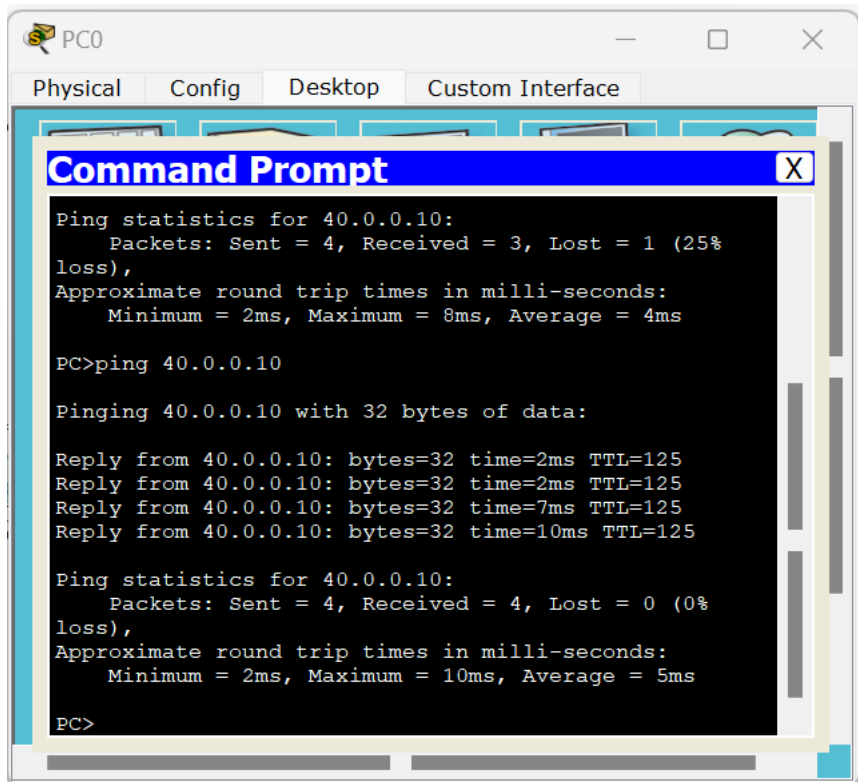 PC0
Physical Config Desktop Custom Interface
Command Prompt
X
Ping statistics for 40.0.0.10:
    Packets: Sent = 4, Received = 3, Lost = 1 (25%
loss),
Approximate round trip times in milli-seconds:
    Minimum = 2ms, Maximum = 8ms, Average = 4ms
PC>ping 40.0.0.10
Pinging 40.0.0.10 with 32 bytes of data:
Reply from 40.0.0.10: bytes=32 time=2ms TTL=125
Reply from 40.0.0.10: bytes=32 time=2ms TTL=125
Reply from 40.0.0.10: bytes=32 time=7ms TTL=125
Reply from 40.0.0.10: bytes=32 time=10ms TTL=125
Ping statistics for 40.0.0.10:
    Packets: Sent = 4, Received = 4, Lost = 0 (0%
loss),
Approximate round trip times in milli-seconds:
    Minimum = 2ms, Maximum = 10ms, Average = 5ms
PC>